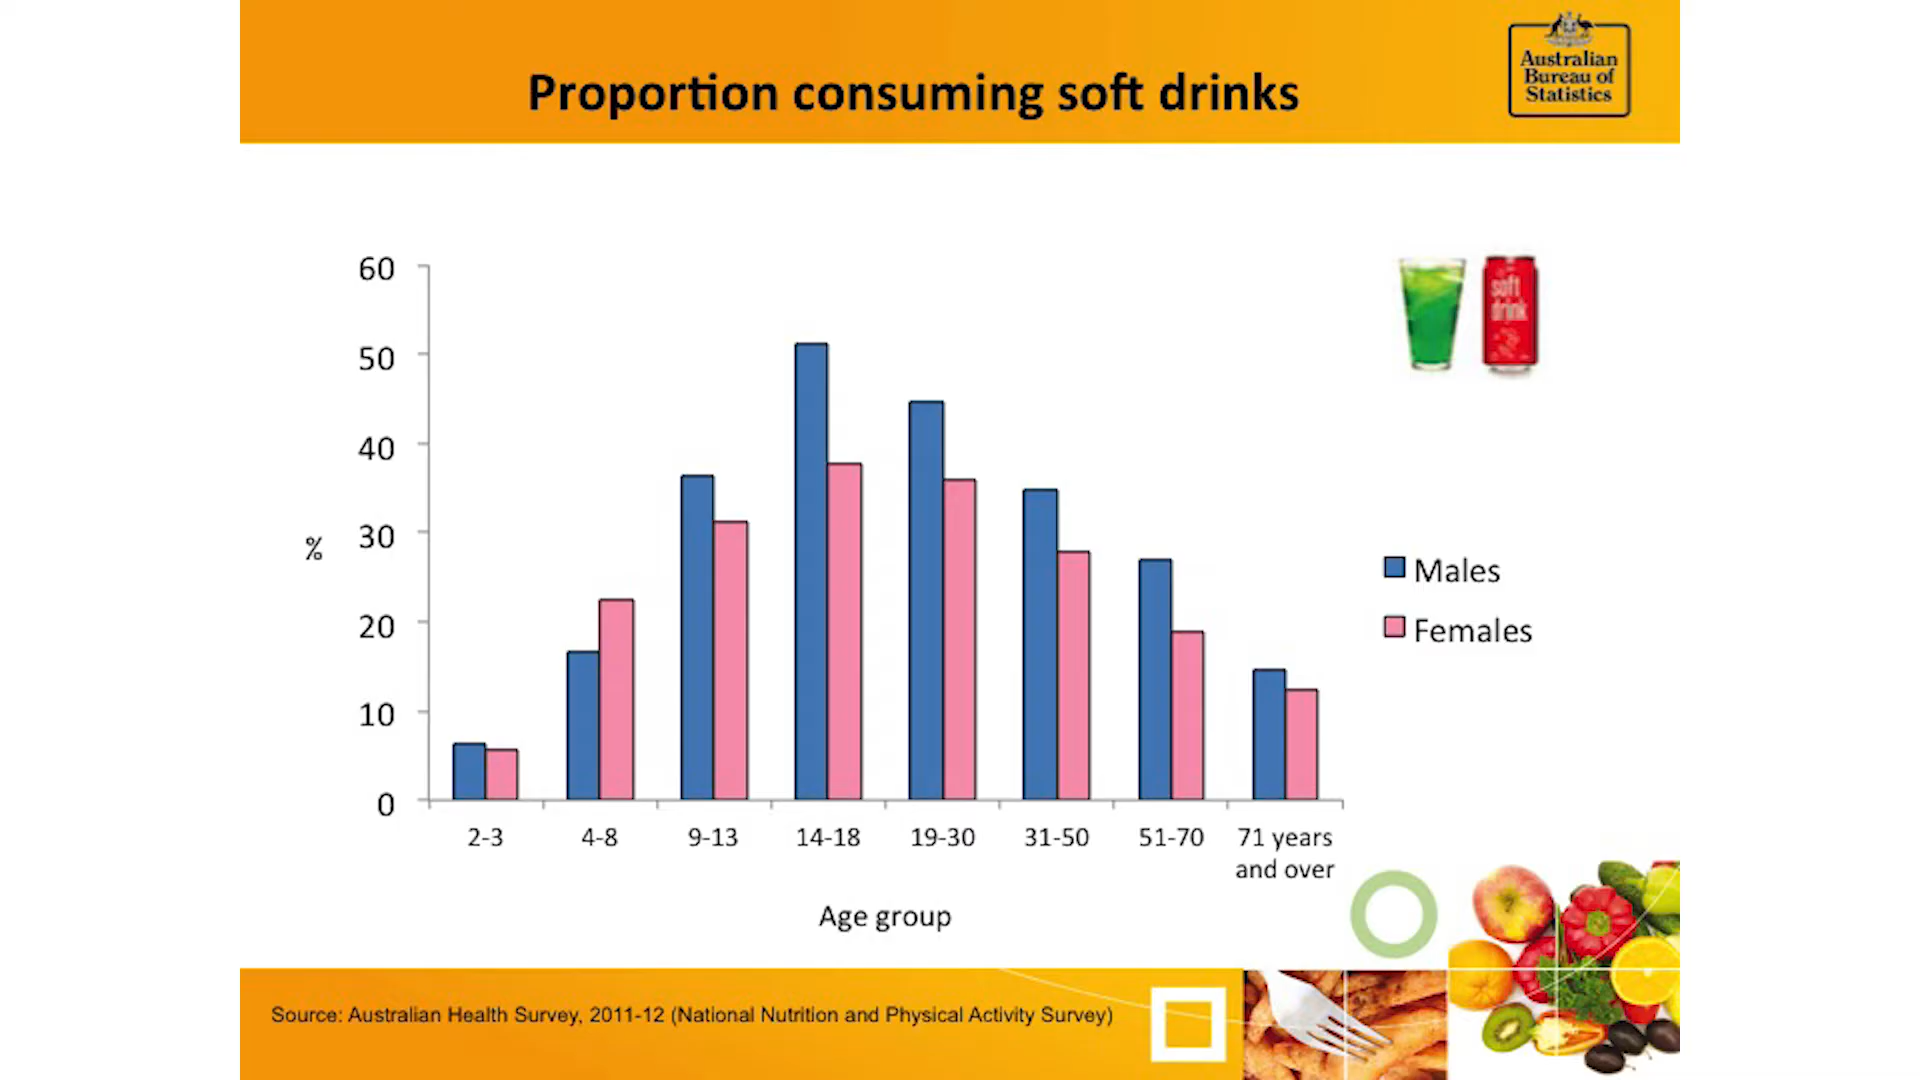 Proportion consuming soft drinks
Australian
Bureau of
Statistics
60
50
40
30
20
10
0
%
soft
drink
Males
Females
2-3 4-8 9-13 14-18 19-30 31-50 51-70 71 years
and over
Age group
Source: Australian Health Survey, 2011-12 (National Nutrition and Physical Activity Survey)